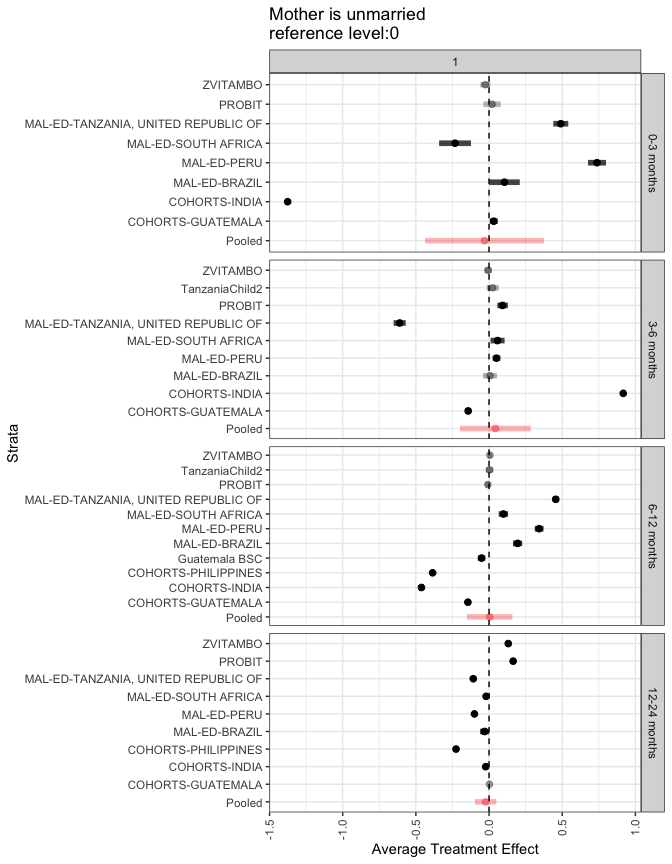 Mother is unmarried
reference level:0
1
Strata
ZVITAMBO
PROBIT
MAL-ED-TANZANIA, UNITED REPUBLIC OF
MAL-ED-SOUTH AFRICA
MAL-ED-PERU
MAL-ED-BRAZIL
COHORTS-INDIA
COHORTS-GUATEMALA
Pooled
0-3 months
ZVITAMBO
TanzaniaChild2
PROBIT
MAL-ED-TANZANIA, UNITED REPUBLIC OF
MAL-ED-SOUTH AFRICA
MAL-ED-PERU
MAL-ED-BRAZIL
COHORTS-INDIA
COHORTS-GUATEMALA
Pooled
3-6 months
ZVITAMBO
TanzaniaChild2
PROBIT
MAL-ED-TANZANIA, UNITED REPUBLIC OF
MAL-ED-SOUTH AFRICA
MAL-ED-PERU
MAL-ED-BRAZIL
Guatemala BSC
COHORTS-PHILIPPINES
COHORTS-INDIA
COHORTS-GUATEMALA
Pooled
6-12 months
ZVITAMBO
PROBIT
MAL-ED-TANZANIA, UNITED REPUBLIC OF
MAL-ED-SOUTH AFRICA
MAL-ED-PERU
MAL-ED-BRAZIL
COHORTS-PHILIPPINES
COHORTS-INDIA
COHORTS-GUATEMALA
Pooled
12-24 months
-1.5
-1.0
-0.5
0.0
0.5
1.0
Average Treatment Effect